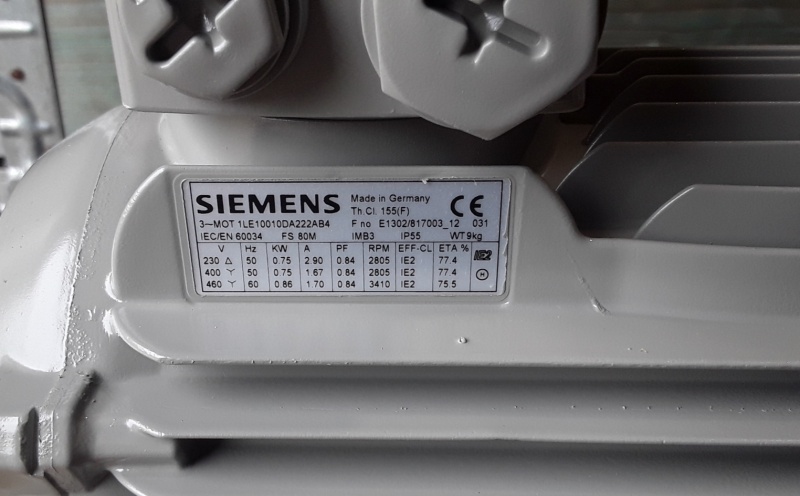 SIEMENS Made in Germany CE
Th.Cl. 155(F)
3~MOT 1LE10010DA222AB4 F no E1302/817003_12 031
IEC/EN 60034 FS 80M IMB3 IP55 WT 9kg
V Hz KW A PF RPM EFF-CL ETA % IE2
230 △ 50 0.75 2.90 0.84 2805 IE2 77.4
400 Y 50 0.75 1.67 0.84 2805 IE2 77.4
460 Y 60 0.86 1.70 0.84 3410 IE2 75.5